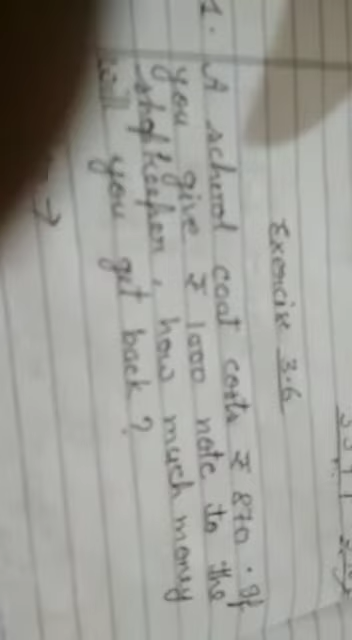 Exercise 3.6
1. A school coat costs ₹ 870. If
you give ₹ 1000 note to the
shopkeeper, how much money
will you get back?
→